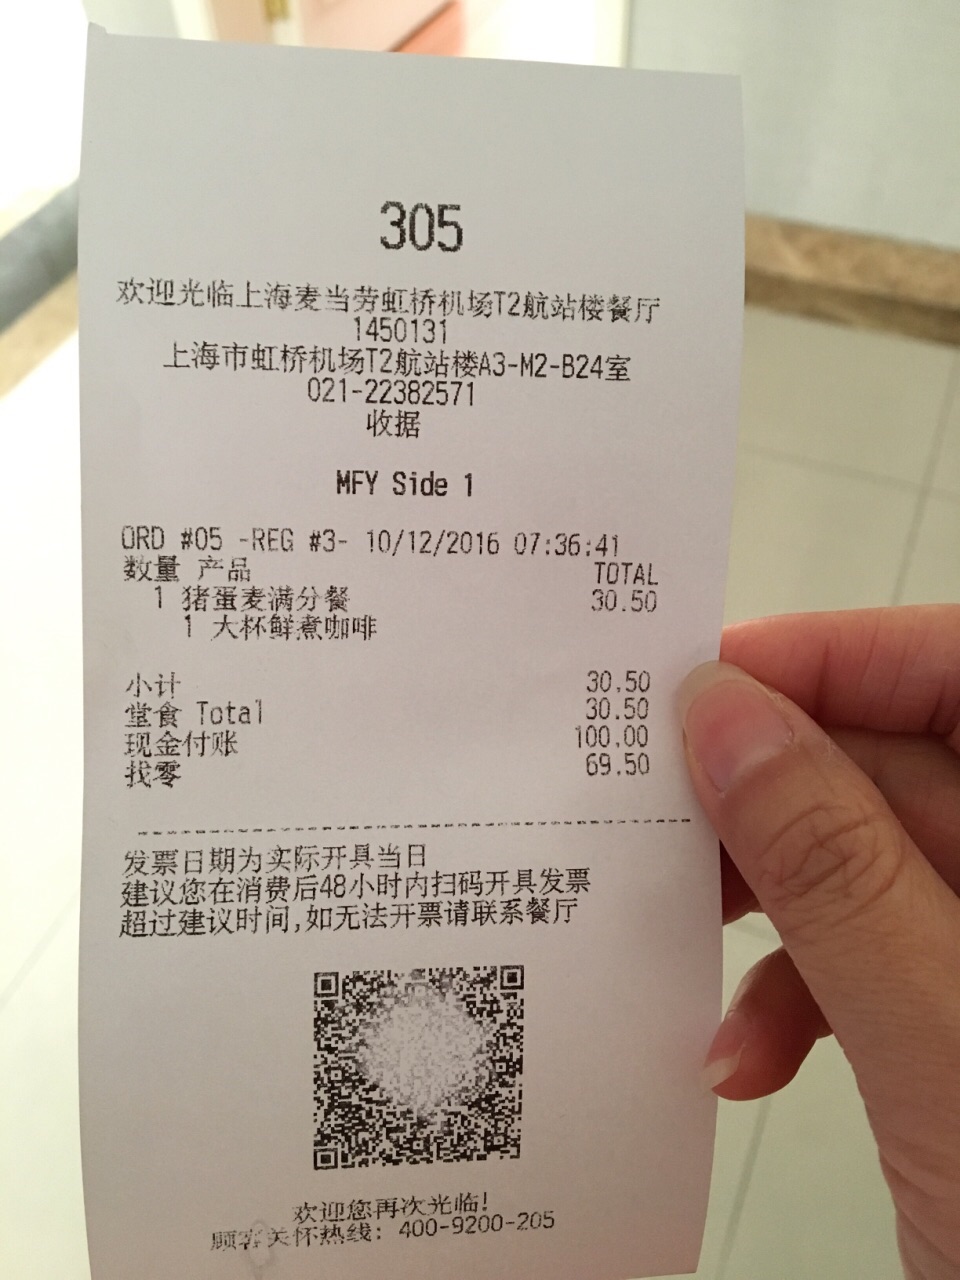 305
欢迎光临上海麦当劳虹桥机场T2航站楼餐厅
1450131
上海市虹桥机场T2航站楼A3-M2-B24室
021-22382571
收据
MFY Side 1
ORD #05 -REG #3- 10/12/2016 07:36:41
数量 产品 TOTAL
1 猪蛋麦满分餐 30.50
1 大杯鲜煮咖啡
小计 30.50
堂食 Total 30.50
现金付账 100.00
找零 69.50
发票日期为实际开具当日
建议您在消费后48小时内扫码开具发票
超过建议时间,如无法开票请联系餐厅
欢迎您再次光临!
顾客关怀热线: 400-9200-205